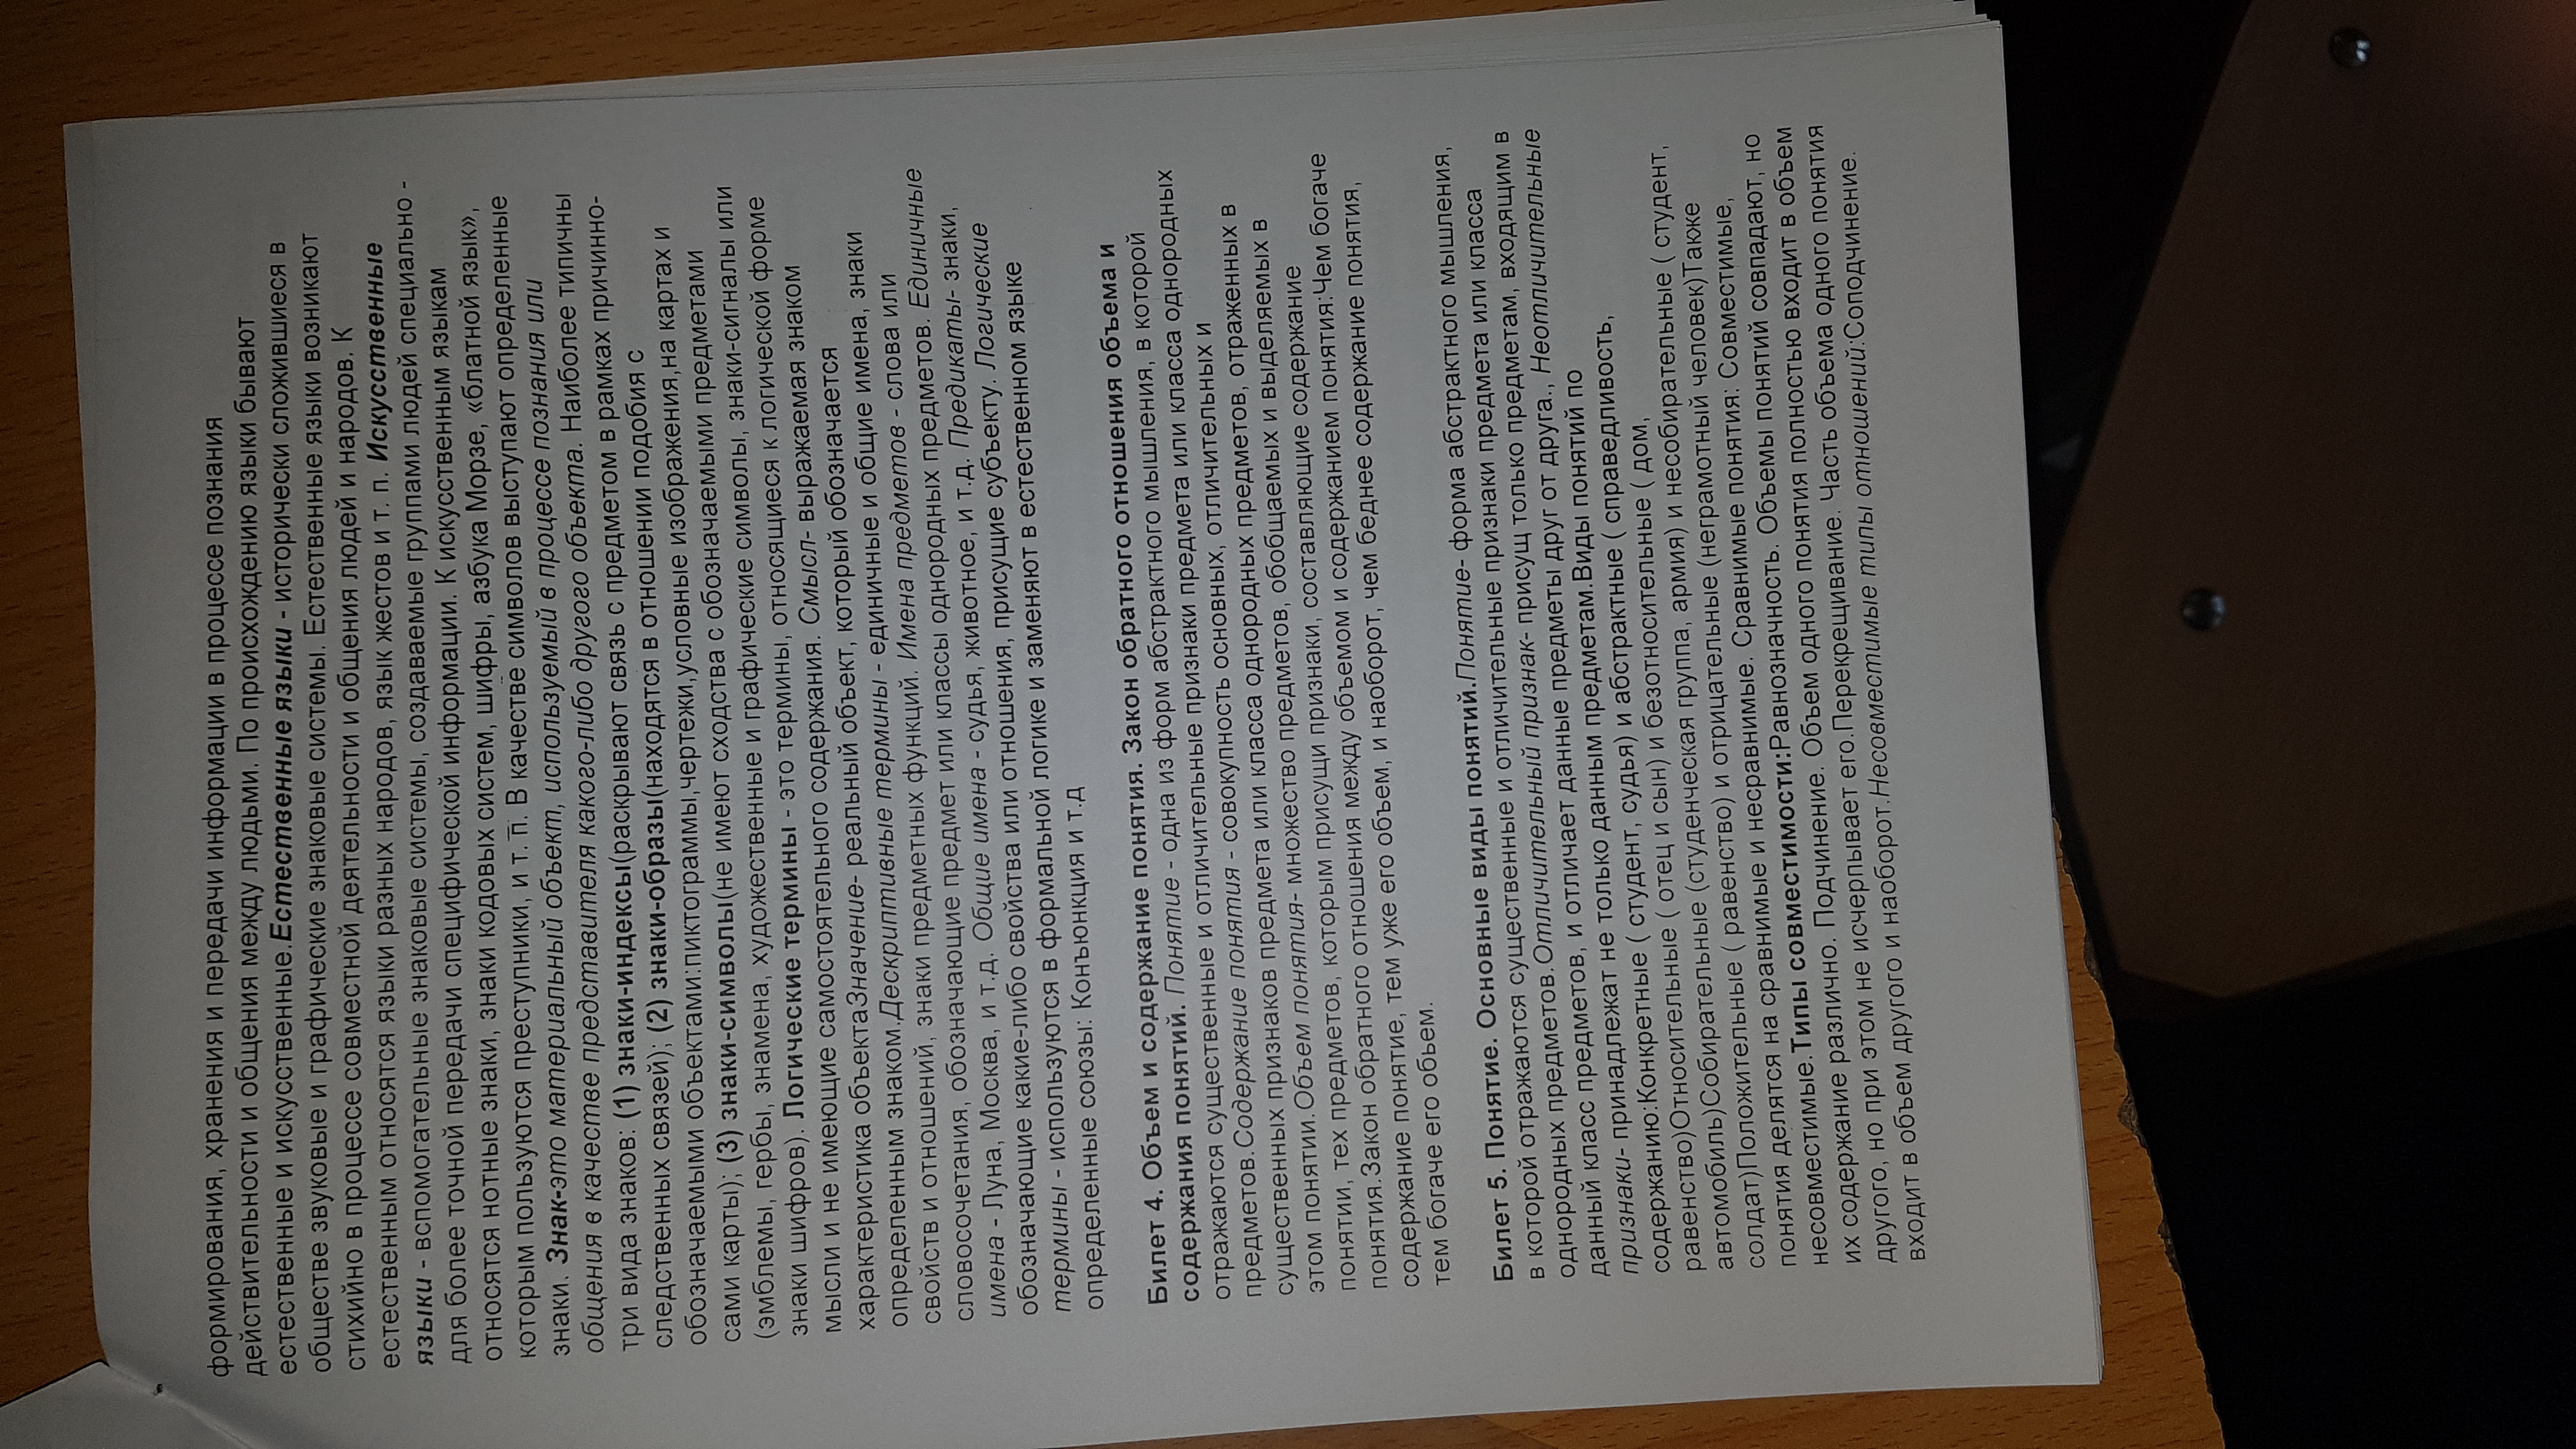 формирования, хранения и передачи информации в процессе познания
действительности и общения между людьми. По происхождению языки бывают
естественные и искусственные.Естественные языки - исторически сложившиеся в
обществе звуковые и графические знаковые системы. Естественные языки возникают
стихийно в процессе совместной деятельности и общения людей и народов. К
естественным относятся языки разных народов, язык жестов и т. п. Искусственные
языки - вспомогательные знаковые системы, создаваемые группами людей специально -
для более точной передачи специфической информации. К искусственным языкам
относятся нотные знаки, знаки кодовых систем, шифры, азбука Морзе, «блатной язык»,
которым пользуются преступники, и т. п. В качестве символов выступают определенные
знаки. Знак-это материальный объект, используемый в процессе познания или
общения в качестве представителя какого-либо другого объекта. Наиболее типичны
три вида знаков: (1) знаки-индексы(раскрывают связь с предметом в рамках причинно-
следственных связей); (2) знаки-образы(находятся в отношении подобия с
обозначаемыми объектами:пиктограммы,чертежи,условные изображения,на картах и
сами карты); (3) знаки-символы(не имеют сходства с обозначаемыми предметами
(эмблемы, гербы, знамена, художественные и графические символы, знаки-сигналы или
знаки шифров). Логические термины - это термины, относящиеся к логической форме
мысли и не имеющие самостоятельного содержания. Смысл- выражаемая знаком
характеристика объектаЗначение- реальный объект, который обозначается
определенным знаком.Дескриптивные термины - единичные и общие имена, знаки
свойств и отношений, знаки предметных функций. Имена предметов - слова или
словосочетания, обозначающие предмет или классы однородных предметов. Единичные
имена - Луна, Москва, и т.д. Общие имена - судья, животное, и т.д. Предикаты- знаки,
обозначающие какие-либо свойства или отношения, присущие субъекту. Логические
термины - используются в формальной логике и заменяют в естественном языке
определенные союзы: Конъюнкция и т.д
Билет 4. Объем и содержание понятия. Закон обратного отношения объема и
содержания понятий. Понятие - одна из форм абстрактного мышления, в которой
отражаются существенные и отличительные признаки предмета или класса однородных
предметов.Содержание понятия - совокупность основных, отличительных и
существенных признаков предмета или класса однородных предметов, отраженных в
этом понятии.Объем понятия- множество предметов, обобщаемых и выделяемых в
понятии, тех предметов, которым присущи признаки, составляющие содержание
понятия.Закон обратного отношения между объемом и содержанием понятия:Чем богаче
содержание понятие, тем уже его объем, и наоборот, чем беднее содержание понятия,
тем богаче его обьем.
Билет 5. Понятие. Основные виды понятий.Понятие- форма абстрактного мышления,
в которой отражаются существенные и отличительные признаки предмета или класса
однородных предметов.Отличительный признак- присущ только предметам, входящим в
данный класс предметов, и отличает данные предметы друг от друга., Неотличительные
признаки- принадлежат не только данным предметам.Виды понятий по
содержанию:Конкретные ( студент, судья) и абстрактные ( справедливость,
равенство)Относительные ( отец и сын) и безотносительные ( дом,
автомобиль)Собирательные (студенческая группа, армия) и несобирательные ( студент,
солдат)Положительные ( равенство) и отрицательные (неграмотный человек)Также
понятия делятся на сравнимые и несравнимые. Сравнимые понятия: Совместимые,
несовместимые.Типы совместимости:Равнозначность. Объемы понятий совпадают, но
их содержание различно. Подчинение. Объем одного понятия полностью входит в объем
другого, но при этом не исчерпывает его.Перекрещивание. Часть объема одного понятия
входит в объем другого и наоборот.Несовместимые типы отношений:Соподчинение.